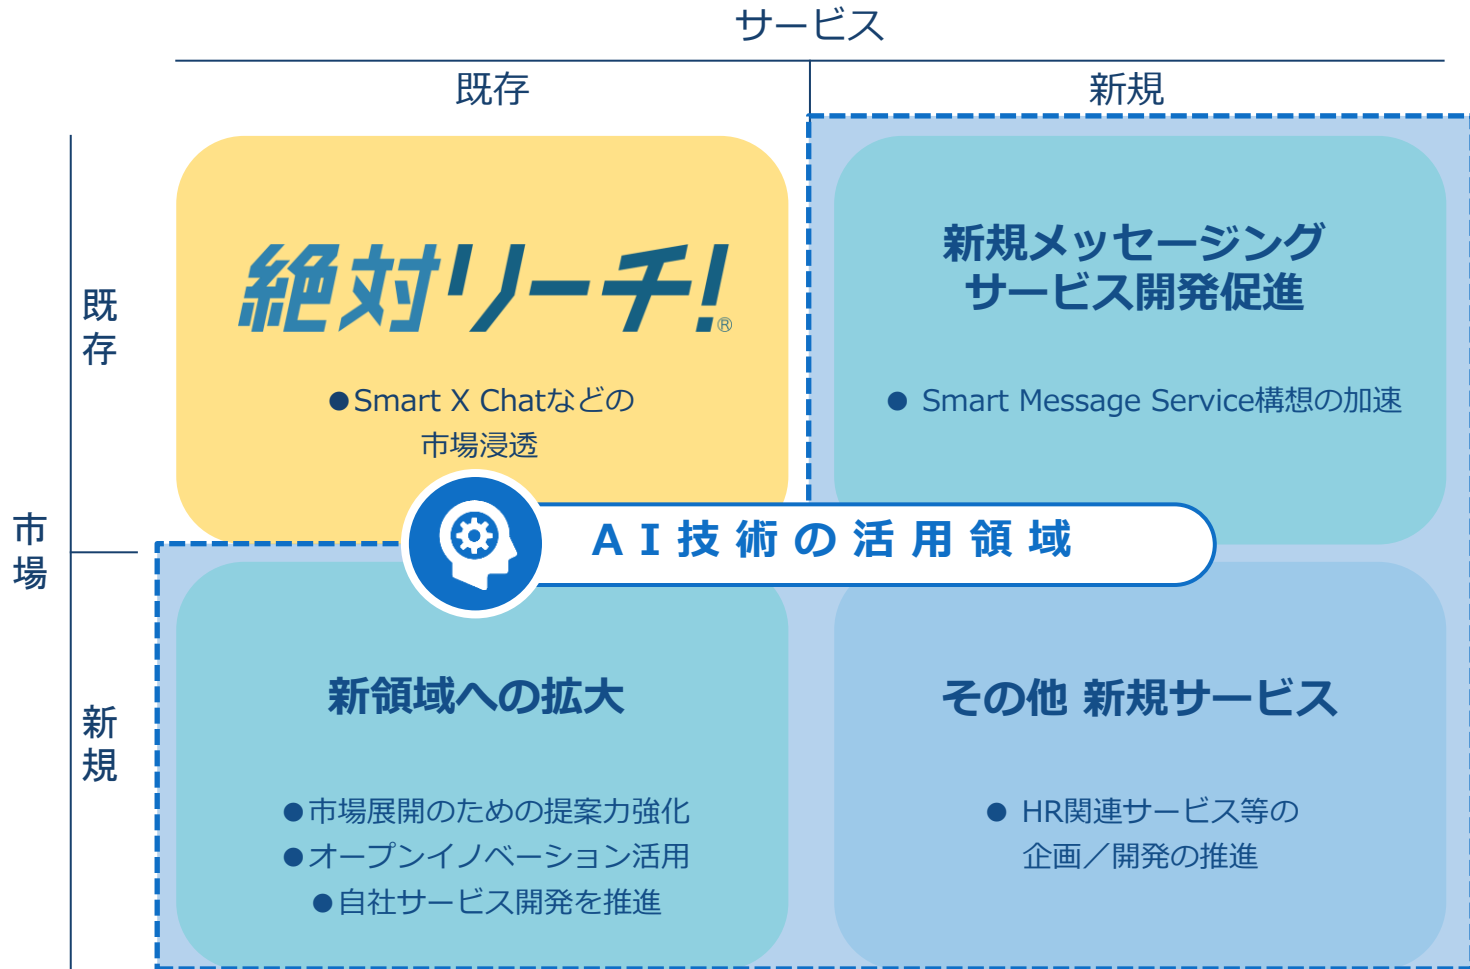 サービス
既存
新規
市場
既存
新規
絶対リーチ!®
●Smart X Chatなどの
市場浸透
新規メッセージング
サービス開発促進
● Smart Message Service構想の加速
AI技術の活用領域
新領域への拡大
●市場展開のための提案力強化
●オープンイノベーション活用
●自社サービス開発を推進
その他 新規サービス
● HR関連サービス等の
企画／開発の推進